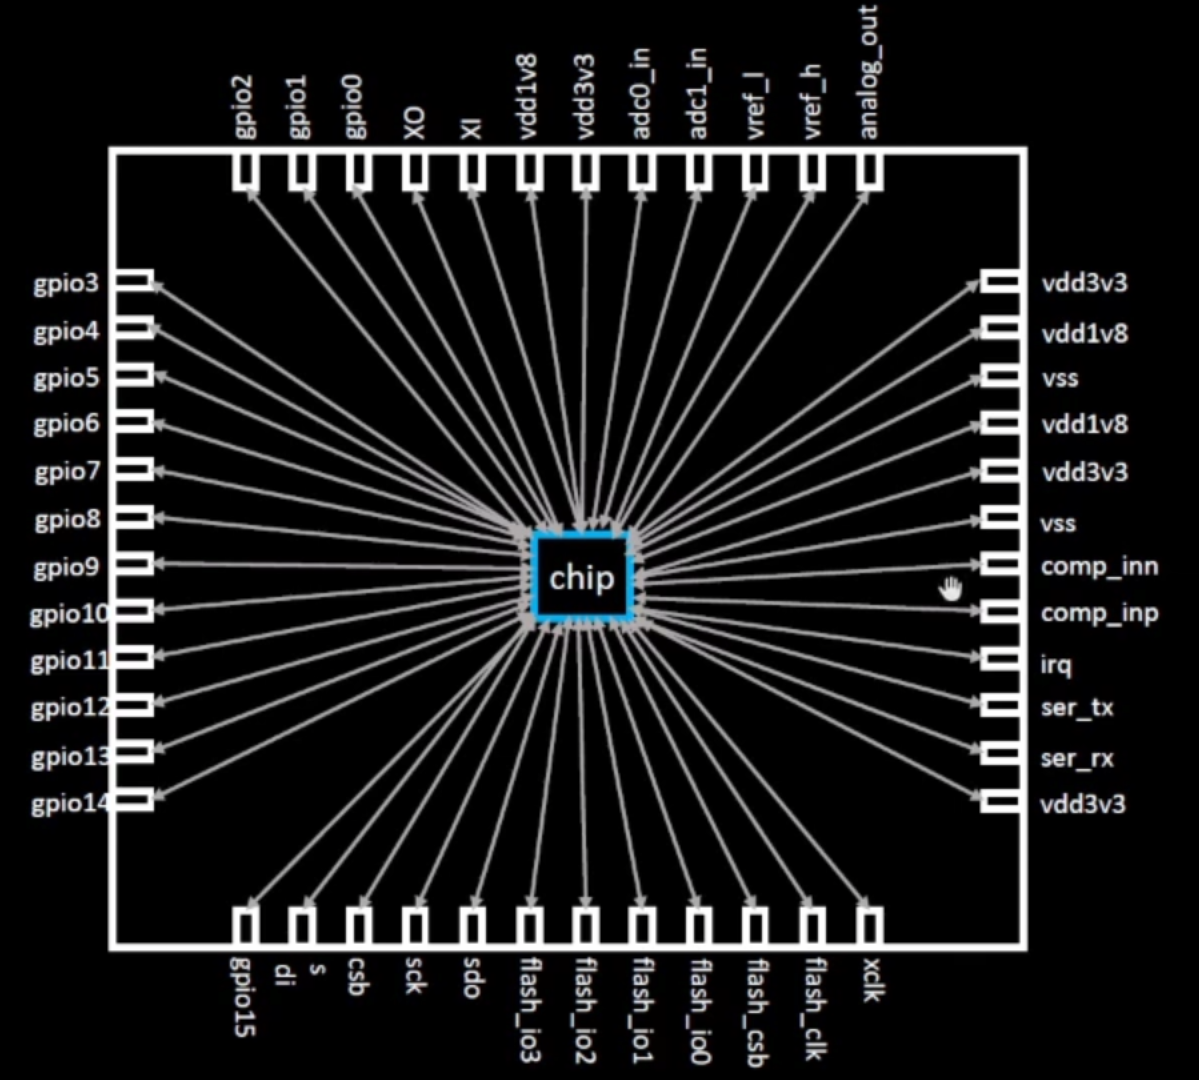 gpio2
gpio1
gpio0
XO
XI
vdd1v8
vdd3v3
adc0_in
adc1_in
vref_l
vref_h
analog_out
gpio3
gpio4
gpio5
gpio6
gpio7
gpio8
gpio9
gpio10
gpio11
gpio12
gpio13
gpio14
chip
vdd3v3
vdd1v8
vss
vdd1v8
vdd3v3
vss
comp_inn
comp_inp
irq
ser_tx
ser_rx
vdd3v3
gpio15
s
di
csb
sck
sdo
flash_io3
flash_io2
flash_io1
flash_io0
flash_csb
flash_clk
xclk